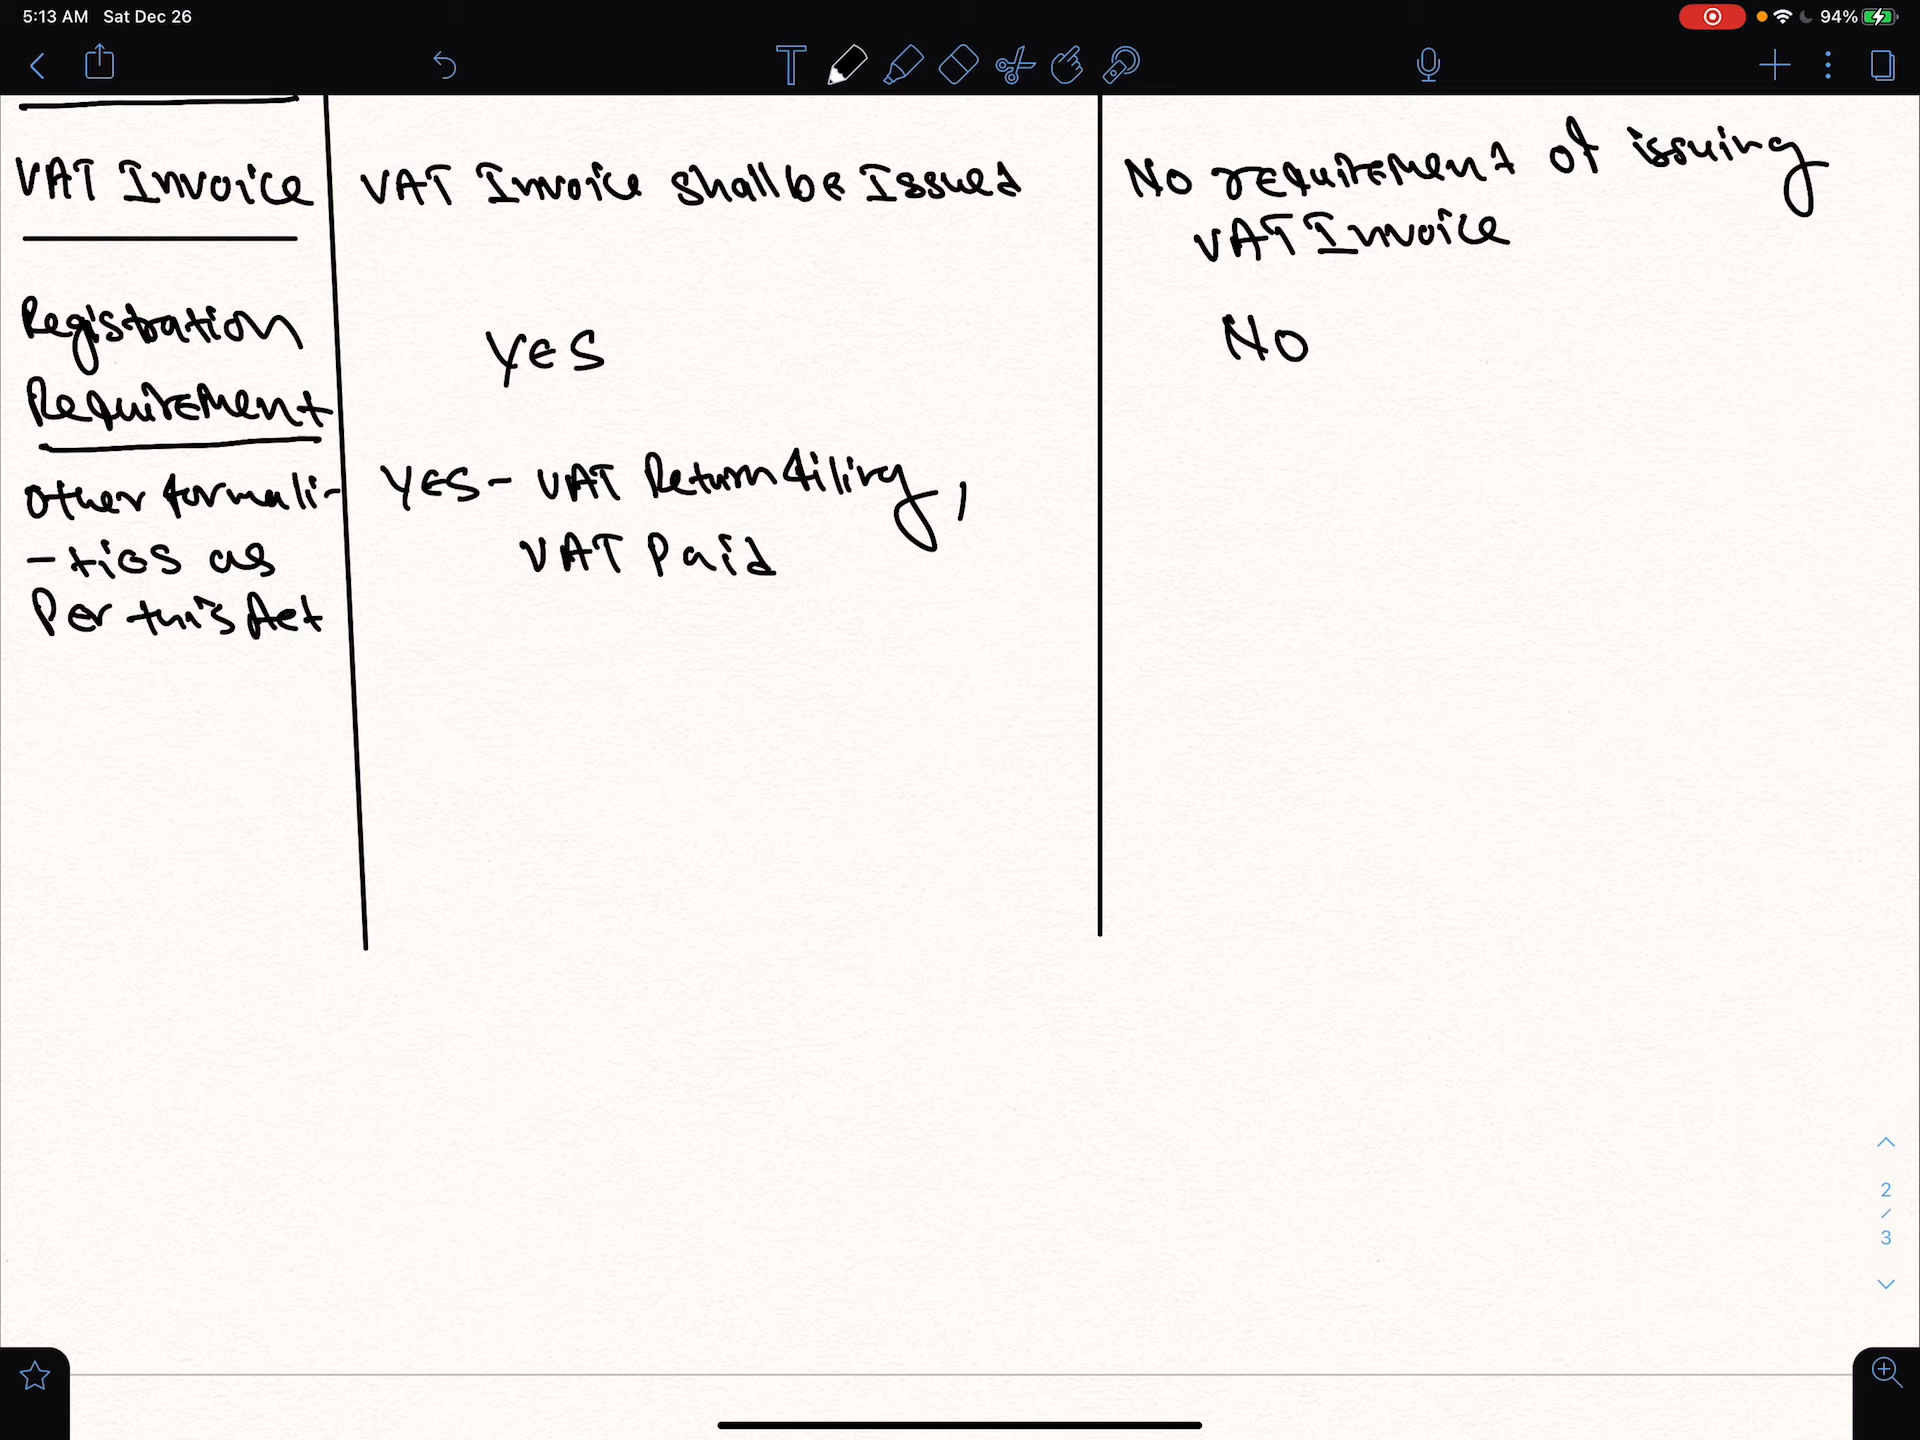 5:13 AM Sat Dec 26
94%
VAT Invoice
VAT Invoice shall be Issued
No requirement of issuing
VAT Invoice
Registration
Requirement
YES
No
Other formali-
-ties as
Per this Act
YES - VAT Return filing,
VAT Paid
2
/
3